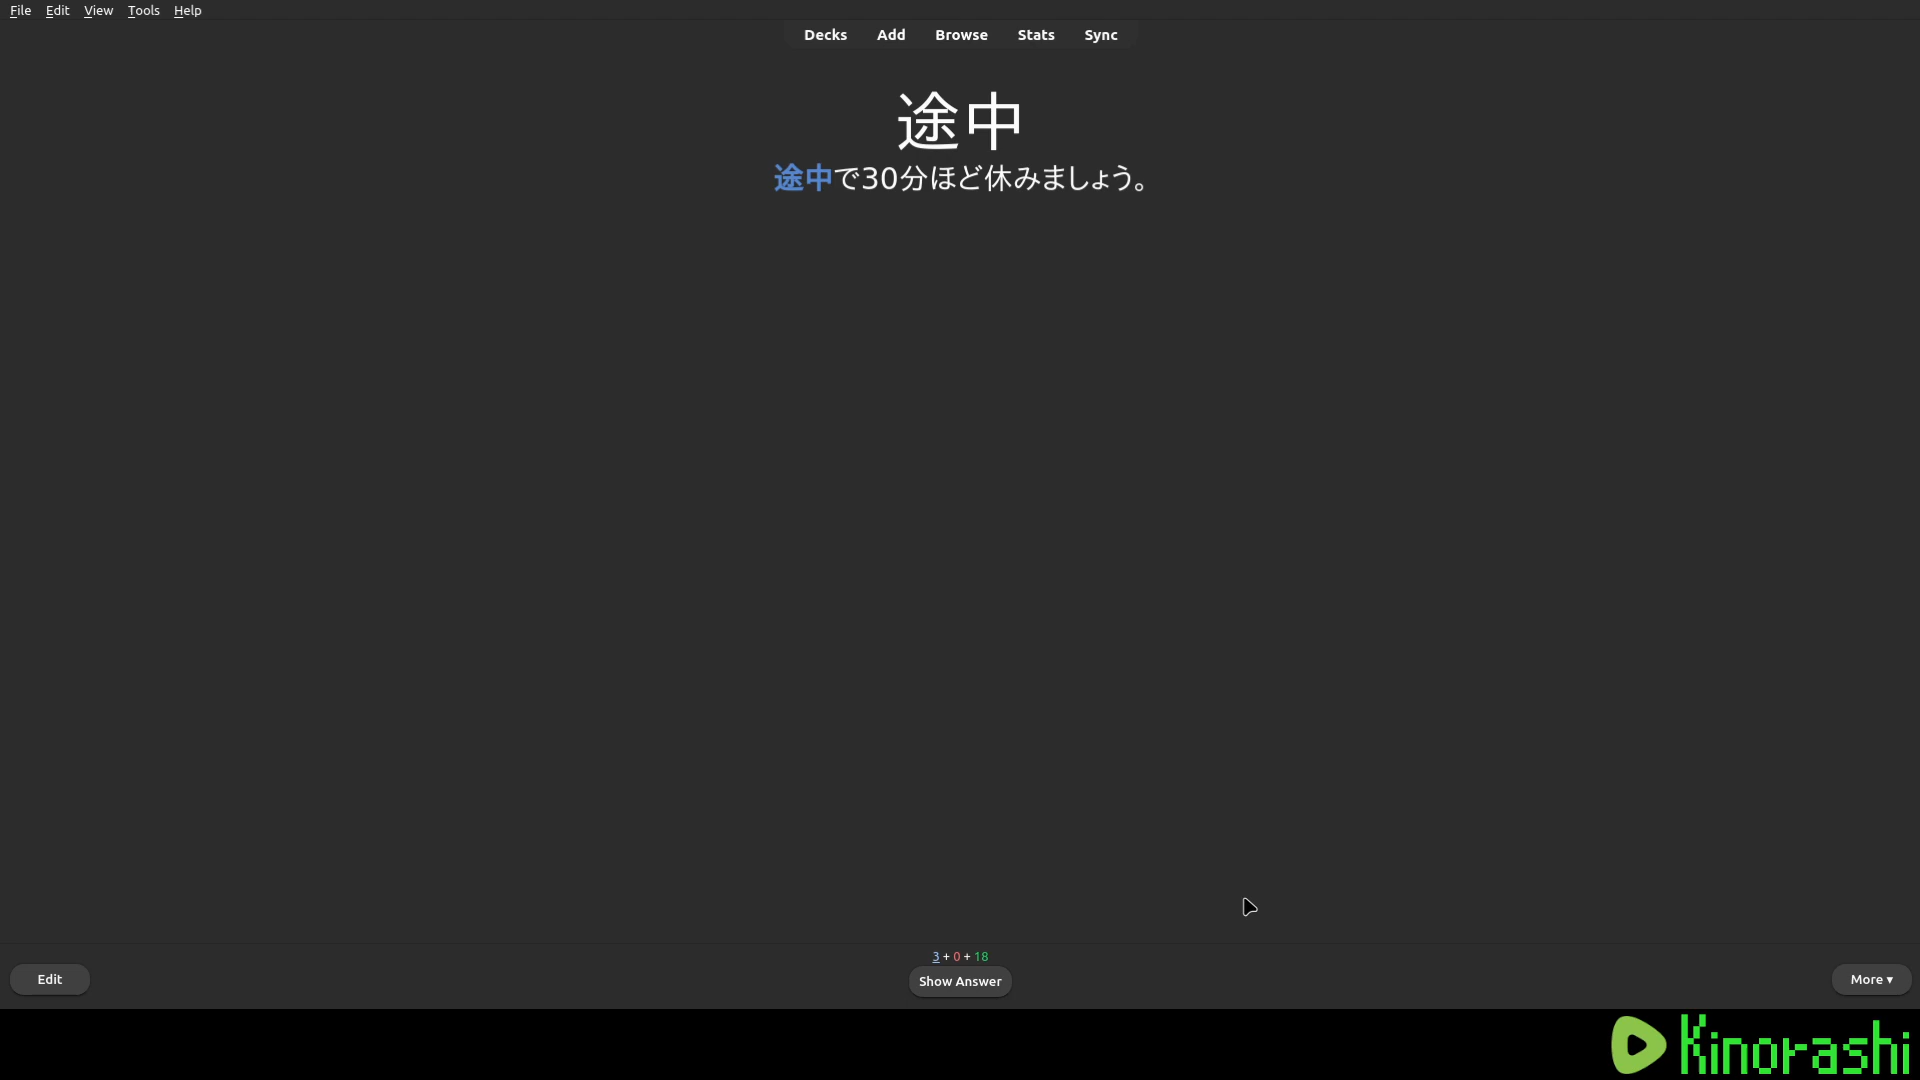 File Edit View Tools Help
Decks Add Browse Stats Sync
途中
途中で30分ほど休みましょう。
3 + 0 + 18
Edit Show Answer More ▾
Kinorashi